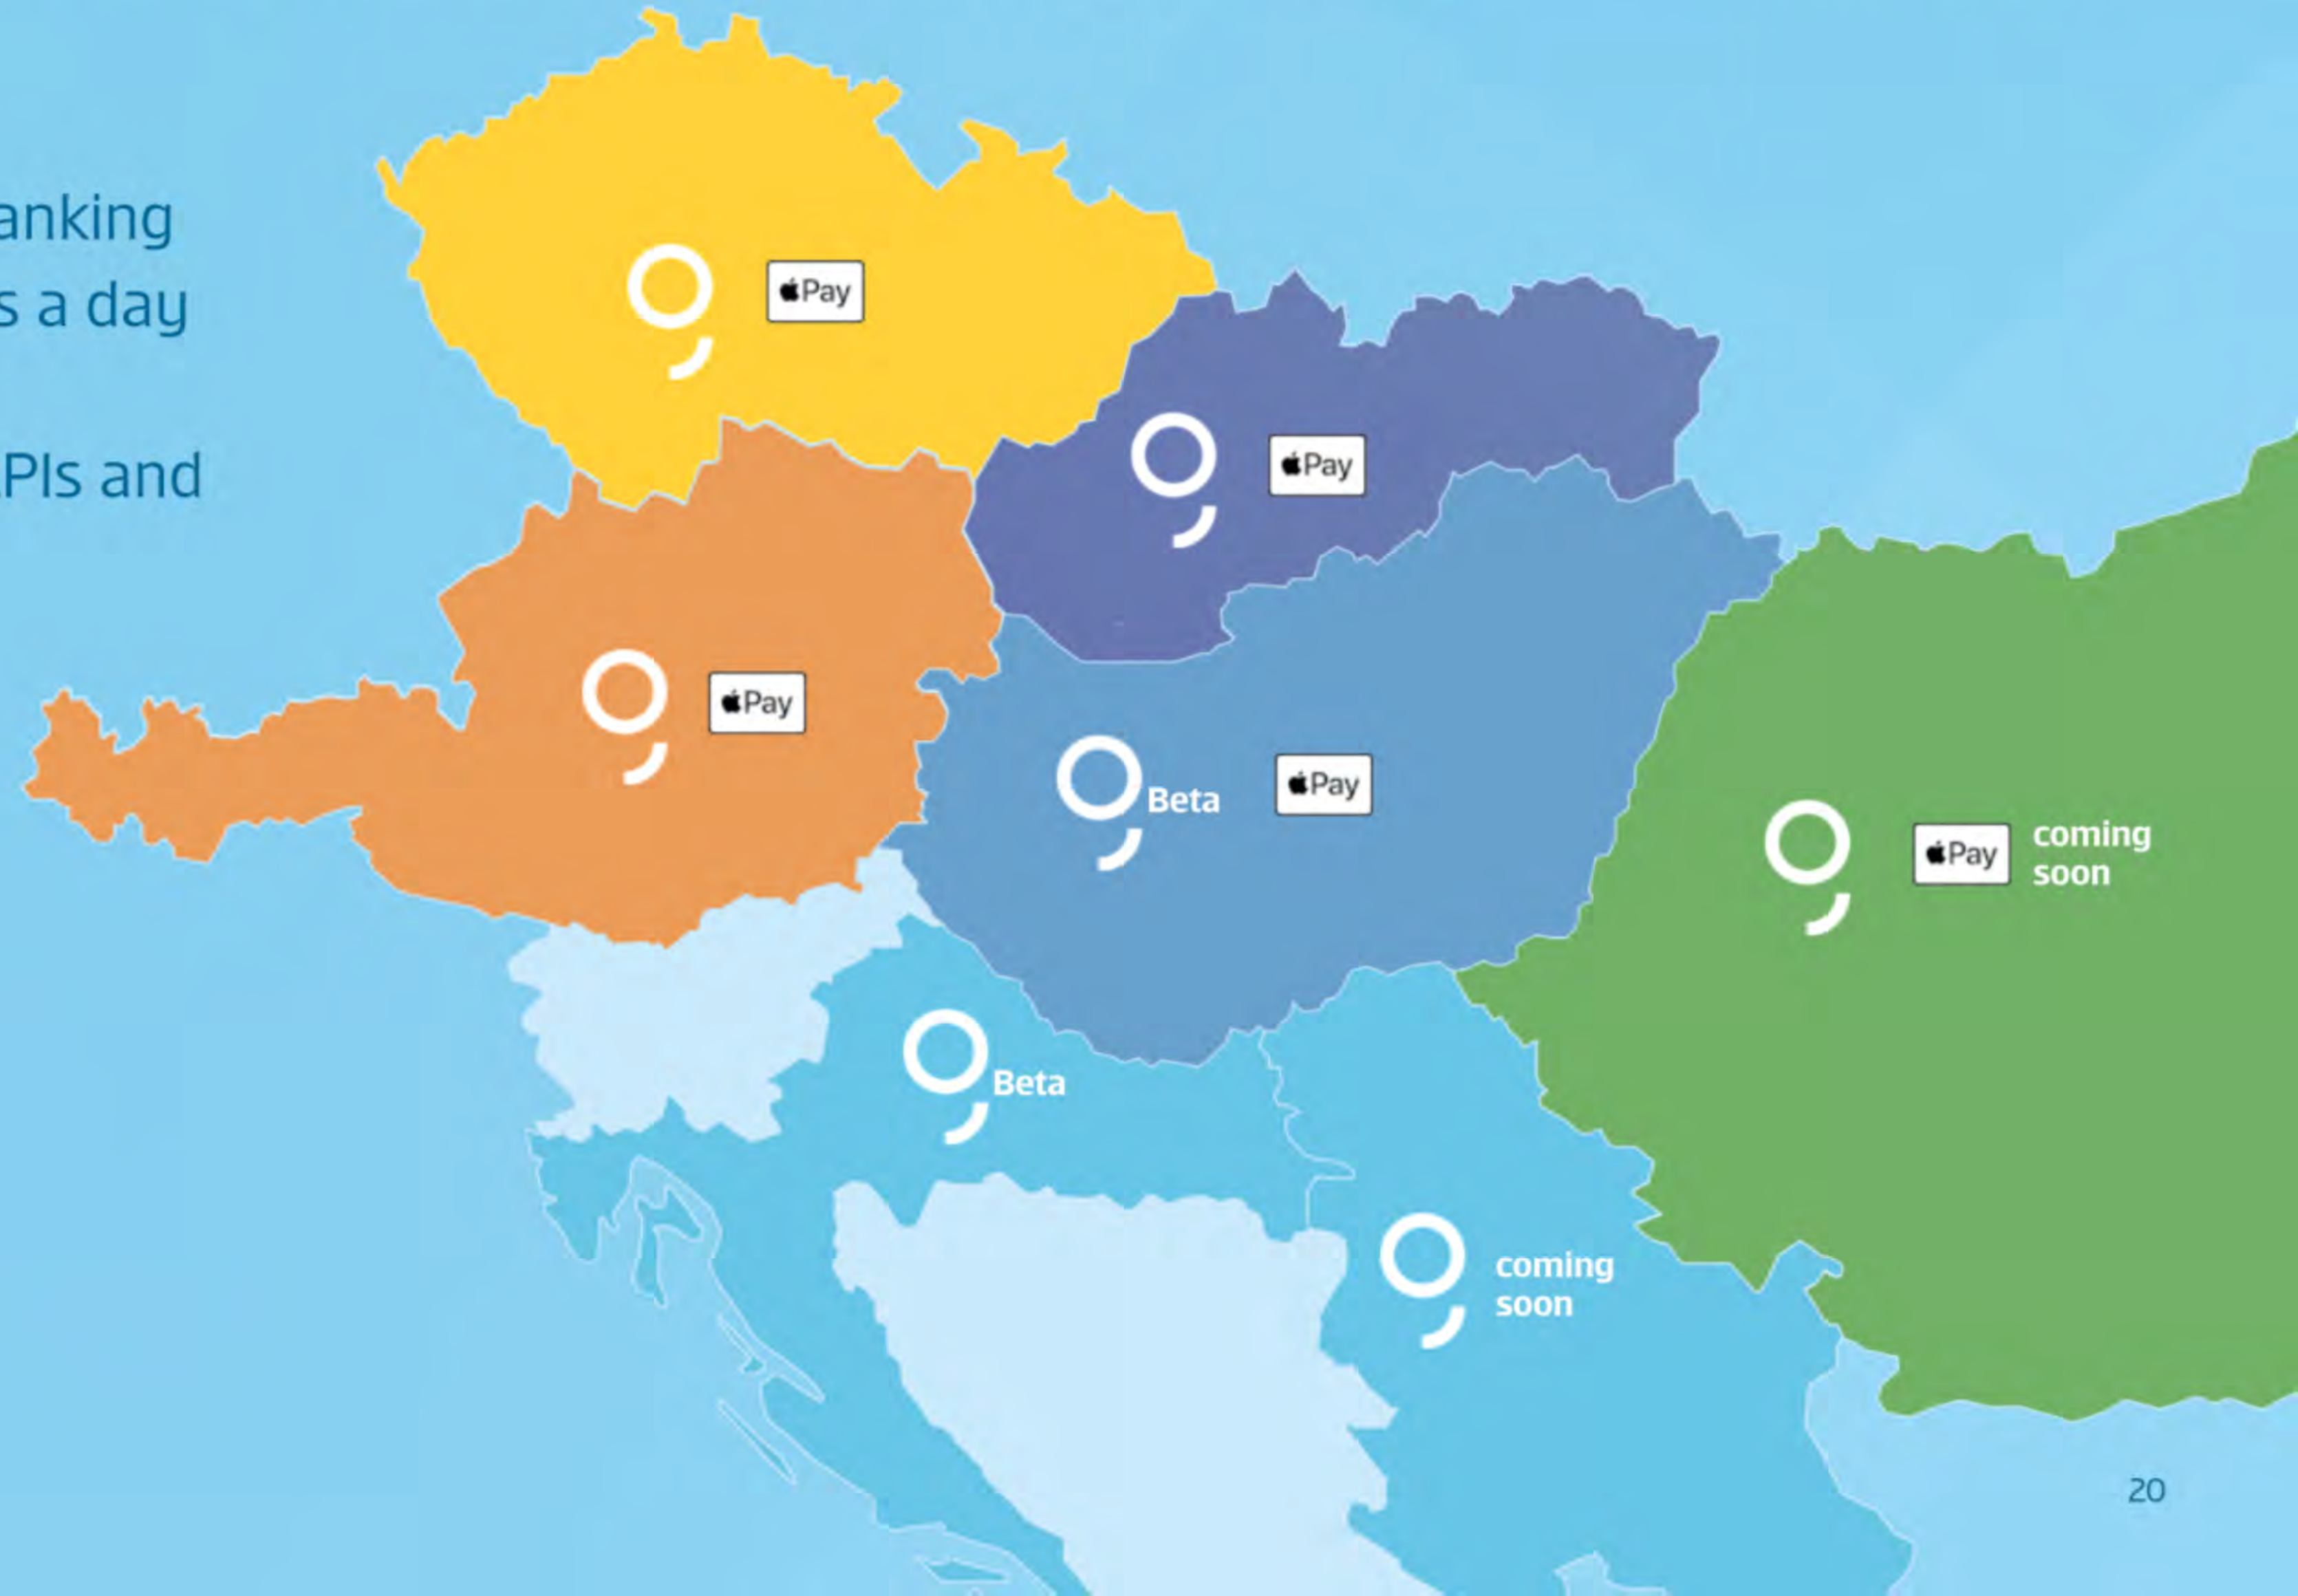 anking
s a day
PIs and
Pay
Pay
Pay
Beta
Pay
Pay
coming
soon
Beta
coming
soon
20